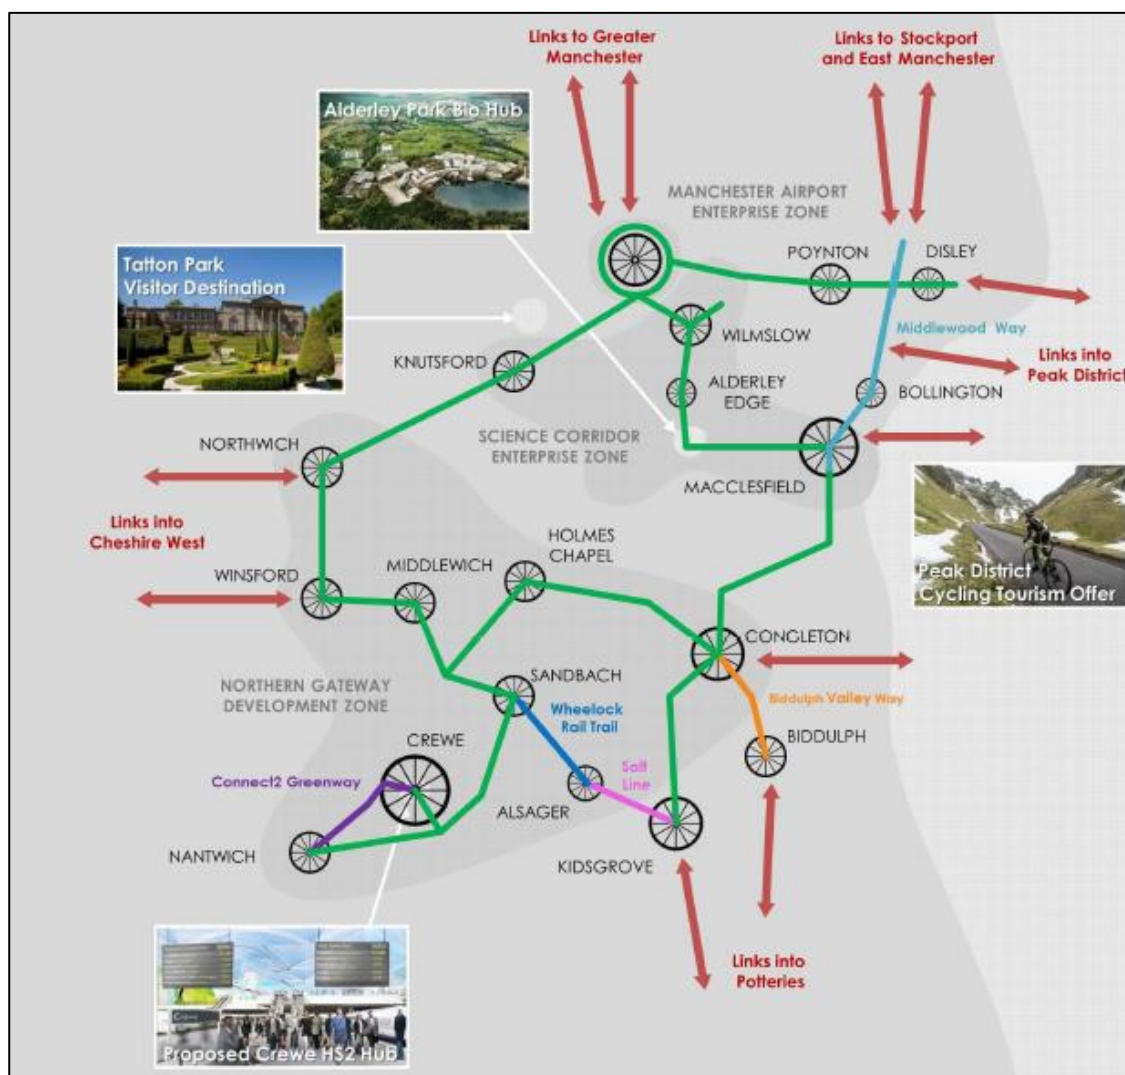 Links to Greater
Manchester
Links to Stockport
and East Manchester
Alderley Park Bio Hub
MANCHESTER AIRPORT
ENTERPRISE ZONE
Tatton Park
Visitor Destination
POYNTON
DISLEY
Middlewood Way
WILMSLOW
KNUTSFORD
Links into
Peak District
ALDERLEY
EDGE
BOLLINGTON
NORTHWICH
SCIENCE CORRIDOR
ENTERPRISE ZONE
MACCLESFIELD
Links into
Cheshire West
HOLMES
CHAPEL
MIDDLEWICH
WINSFORD
Peak District
Cycling Tourism Offer
CONGLETON
SANDBACH
NORTHERN GATEWAY
DEVELOPMENT ZONE
Biddulph Valley Way
Wheelock
Rail Trail
BIDDULPH
CREWE
Salt
Line
Connect2 Greenway
ALSAGER
NANTWICH
KIDSGROVE
Links into
Potteries
Crewe
Proposed Crewe HS2 Hub